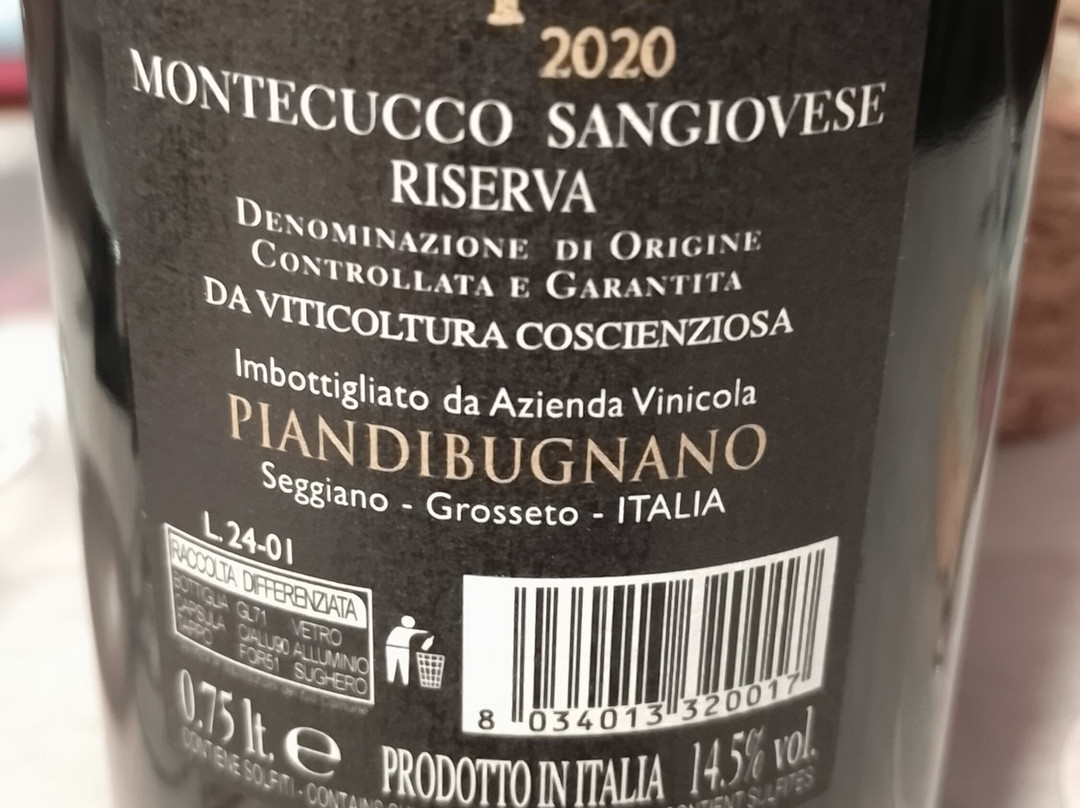 2020
MONTECUCCO SANGIOVESE
RISERVA
DENOMINAZIONE DI ORIGINE
CONTROLLATA E GARANTITA
DA VITICOLTURA COSCIENZIOSA
Imbottigliato da Azienda Vinicola
PIANDIBUGNANO
Seggiano - Grosseto - ITALIA
L.24-01
RACCOLTA DIFFERENZIATA
BOTTIGLIA GL71 VETRO
CAPSULA C/ALU90 ALLUMINIO
TAPPO FOR51 SUGHERO
8 034013 320017
0.75 lt. e
PRODOTTO IN ITALIA 14.5% vol.
CONTIENE SOLFITI - CONTAINS